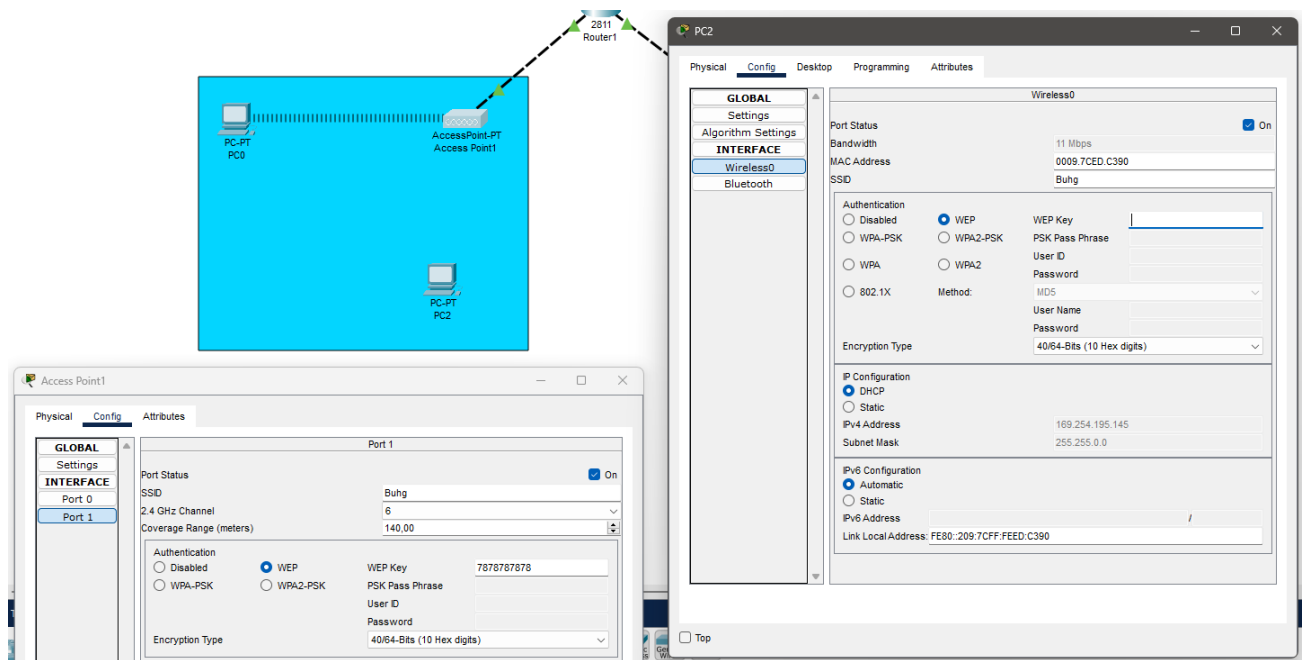 2811
Router1
PC-PT
PC0
AccessPoint-PT
Access Point1
PC-PT
PC2
PC2
Physical Config Desktop Programming Attributes
GLOBAL
Settings
Algorithm Settings
INTERFACE
Wireless0
Bluetooth
Wireless0
Port Status On
Bandwidth 11 Mbps
MAC Address 0009.7CED.C390
SSID Buhg
Authentication
Disabled WEP WEP Key
WPA-PSK WPA2-PSK PSK Pass Phrase
User ID
WPA WPA2
Password
802.1X Method: MD5
User Name
Password
Encryption Type 40/64-Bits (10 Hex digits)
IP Configuration
DHCP
Static
IPv4 Address 169.254.195.145
Subnet Mask 255.255.0.0
IPv6 Configuration
Automatic
Static
IPv6 Address /
Link Local Address: FE80::209:7CFF:FEED:C390
Top
Access Point1
Physical Config Attributes
GLOBAL
Settings
INTERFACE
Port 0
Port 1
Port 1
Port Status On
SSID Buhg
2.4 GHz Channel 6
Coverage Range (meters) 140,00
Authentication
Disabled WEP WEP Key 7878787878
WPA-PSK WPA2-PSK PSK Pass Phrase
User ID
Password
Encryption Type 40/64-Bits (10 Hex digits)